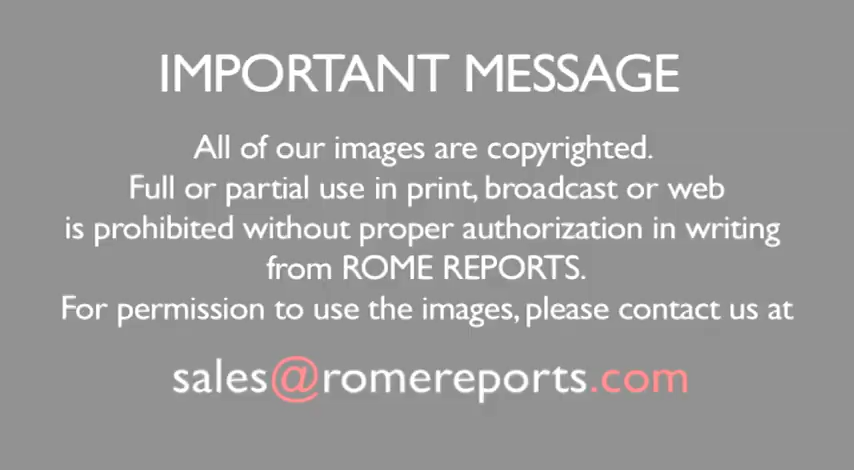 IMPORTANT MESSAGE
All of our images are copyrighted.
Full or partial use in print, broadcast or web
is prohibited without proper authorization in writing
from ROME REPORTS.
For permission to use the images, please contact us at
sales@romereports.com